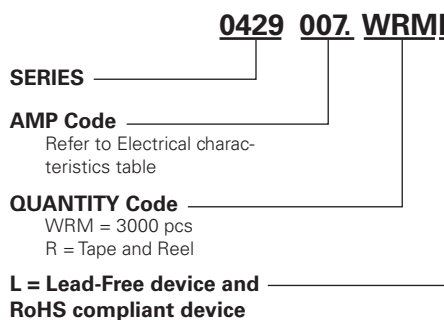 0429 007. WRM
SERIES
AMP Code
Refer to Electrical charac-
teristics table
QUANTITY Code
WRM = 3000 pcs
R = Tape and Reel
L = Lead-Free device and
RoHS compliant device